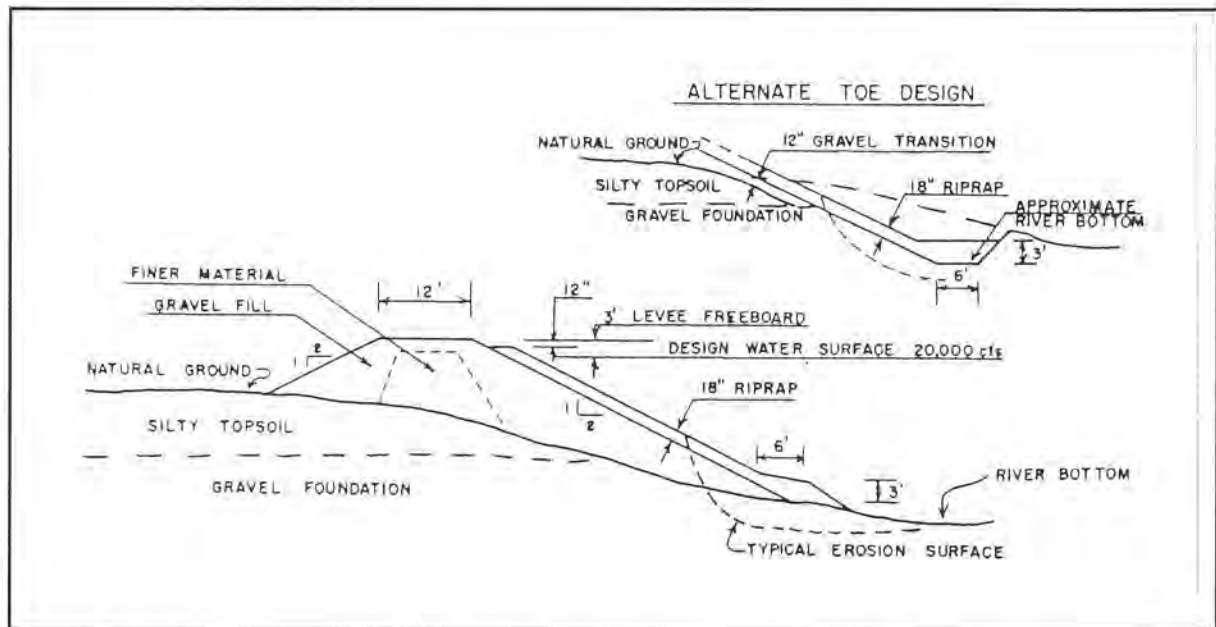 ALTERNATE TOE DESIGN
NATURAL GROUND
12" GRAVEL TRANSITION
SILTY TOPSOIL
18" RIPRAP
GRAVEL FOUNDATION
APPROXIMATE
RIVER BOTTOM
3'
6'
FINER MATERIAL
12'
12"
GRAVEL FILL
3' LEVEE FREEBOARD
DESIGN WATER SURFACE 20,000 cfs
1
2
NATURAL GROUND
18" RIPRAP
1
2
SILTY TOPSOIL
6'
GRAVEL FOUNDATION
3'
RIVER BOTTOM
TYPICAL EROSION SURFACE